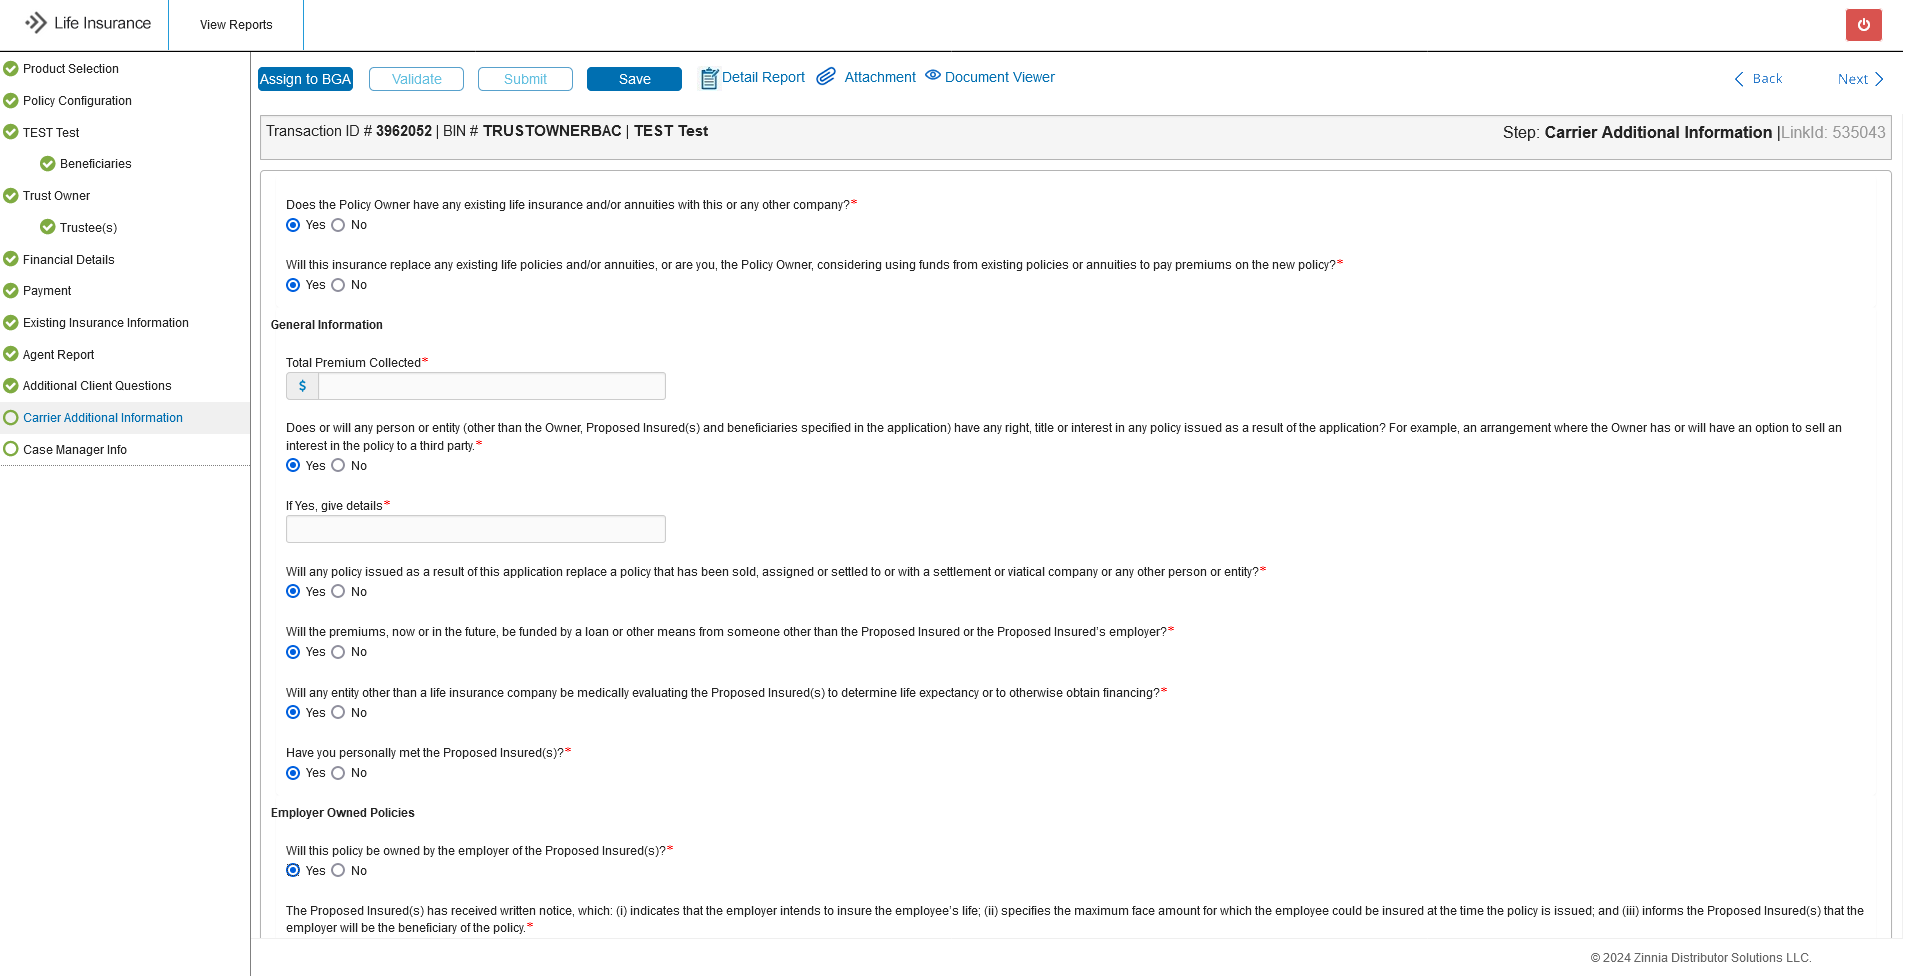 Life Insurance
View Reports
Product Selection
Policy Configuration
TEST Test
Beneficiaries
Trust Owner
Trustee(s)
Financial Details
Payment
Existing Insurance Information
Agent Report
Additional Client Questions
Carrier Additional Information
Case Manager Info
Assign to BGA Validate Submit Save Detail Report Attachment Document Viewer Back Next
Transaction ID # 3962052 | BIN # TRUSTOWNERBAC | TEST Test
Step: Carrier Additional Information |LinkId: 535043
Does the Policy Owner have any existing life insurance and/or annuities with this or any other company?*
Yes No
Will this insurance replace any existing life policies and/or annuities, or are you, the Policy Owner, considering using funds from existing policies or annuities to pay premiums on the new policy?*
Yes No
General Information
Total Premium Collected*
$
Does or will any person or entity (other than the Owner, Proposed Insured(s) and beneficiaries specified in the application) have any right, title or interest in any policy issued as a result of the application? For example, an arrangement where the Owner has or will have an option to sell an
interest in the policy to a third party.*
Yes No
If Yes, give details*
Will any policy issued as a result of this application replace a policy that has been sold, assigned or settled to or with a settlement or viatical company or any other person or entity?*
Yes No
Will the premiums, now or in the future, be funded by a loan or other means from someone other than the Proposed Insured or the Proposed Insured's employer?*
Yes No
Will any entity other than a life insurance company be medically evaluating the Proposed Insured(s) to determine life expectancy or to otherwise obtain financing?*
Yes No
Have you personally met the Proposed Insured(s)?*
Yes No
Employer Owned Policies
Will this policy be owned by the employer of the Proposed Insured(s)?*
Yes No
The Proposed Insured(s) has received written notice, which: (i) indicates that the employer intends to insure the employee's life; (ii) specifies the maximum face amount for which the employee could be insured at the time the policy is issued; and (iii) informs the Proposed Insured(s) that the
employer will be the beneficiary of the policy.*
© 2024 Zinnia Distributor Solutions LLC.